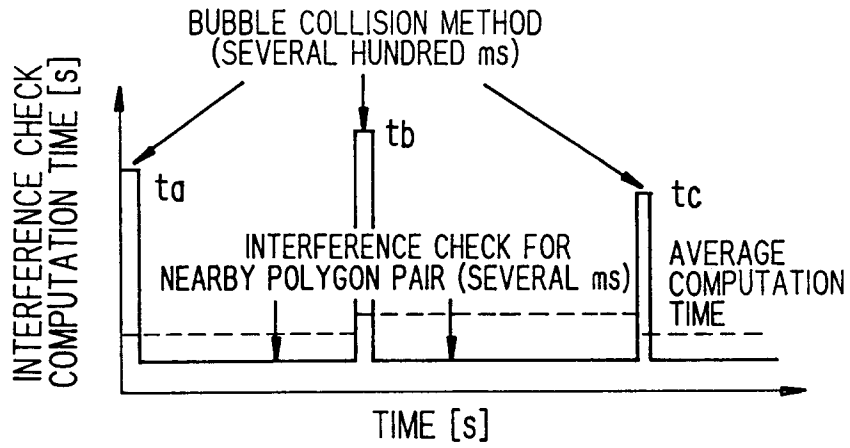 BUBBLE COLLISION METHOD
(SEVERAL HUNDRED ms)
INTERFERENCE CHECK
COMPUTATION TIME [s]
ta
tb
tc
INTERFERENCE CHECK FOR
NEARBY POLYGON PAIR (SEVERAL ms)
AVERAGE
COMPUTATION
TIME
TIME [s]